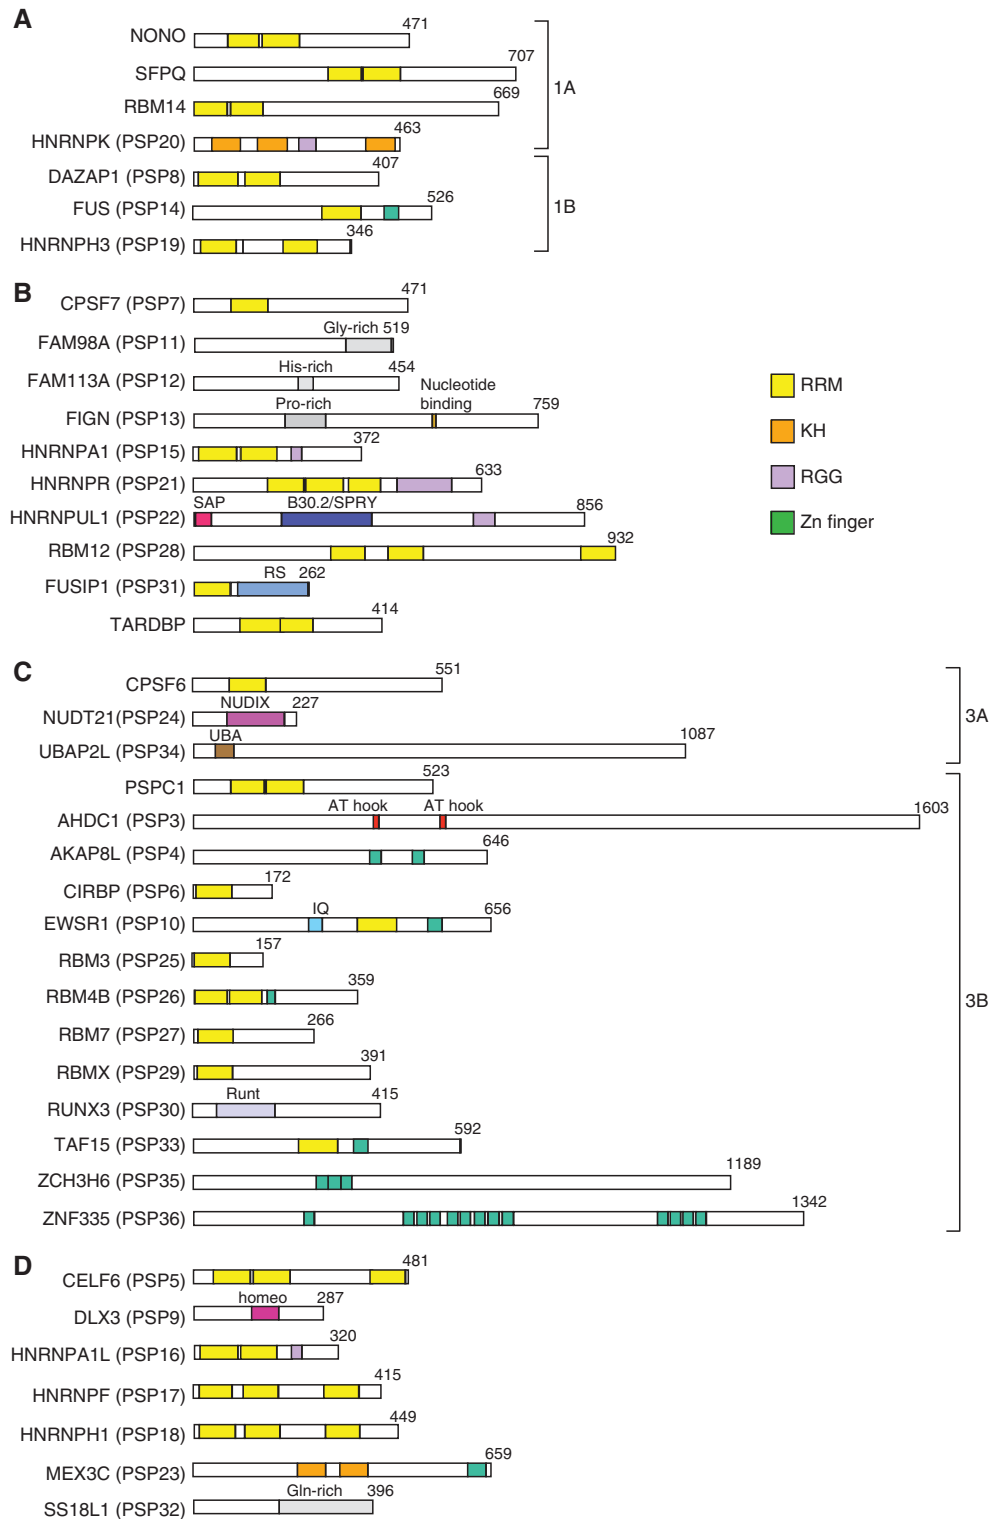 A
NONO 471
SFPQ 707
RBM14 669
1A
HNRNPK (PSP20) 463
DAZAP1 (PSP8) 407
FUS (PSP14) 526
1B
HNRNPH3 (PSP19) 346
B
CPSF7 (PSP7) 471
FAM98A (PSP11) Gly-rich 519
FAM113A (PSP12) His-rich 454
FIGN (PSP13) Pro-rich Nucleotide binding 759
HNRNPA1 (PSP15) 372
HNRNPR (PSP21) 633
HNRNPUL1 (PSP22) SAP B30.2/SPRY 856
RBM12 (PSP28) 932
FUSIP1 (PSP31) RS 262
TARDBP 414
RRM
KH
RGG
Zn finger
C
CPSF6 551
NUDT21(PSP24) NUDIX 227
3A
UBAP2L (PSP34) UBA 1087
PSPC1 523
AHDC1 (PSP3) AT hook AT hook 1603
AKAP8L (PSP4) 646
CIRBP (PSP6) 172
EWSR1 (PSP10) IQ 656
RBM3 (PSP25) 157
RBM4B (PSP26) 359
3B
RBM7 (PSP27) 266
RBMX (PSP29) 391
RUNX3 (PSP30) Runt 415
TAF15 (PSP33) 592
ZCH3H6 (PSP35) 1189
ZNF335 (PSP36) 1342
D
CELF6 (PSP5) 481
DLX3 (PSP9) homeo 287
HNRNPA1L (PSP16) 320
HNRNPF (PSP17) 415
HNRNPH1 (PSP18) 449
MEX3C (PSP23) 659
SS18L1 (PSP32) Gln-rich 396